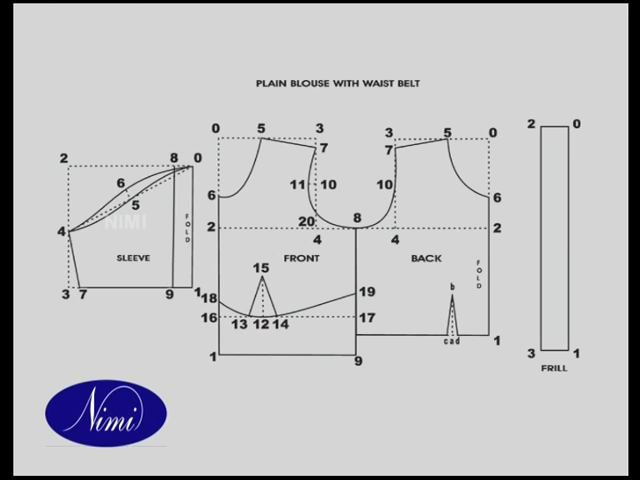 PLAIN BLOUSE WITH WAIST BELT
0 5 3 3 5 0 2 0
7 7
2 8 0
6 5
11 10 10
6 6
4 NIMI FOLD
20 8
2 4 4 2
SLEEVE FRONT BACK FOLD
15
3 7 9 1
18 19 b
16 13 12 14 17
c a d 1
1 9 3 1
FRILL
Nimi